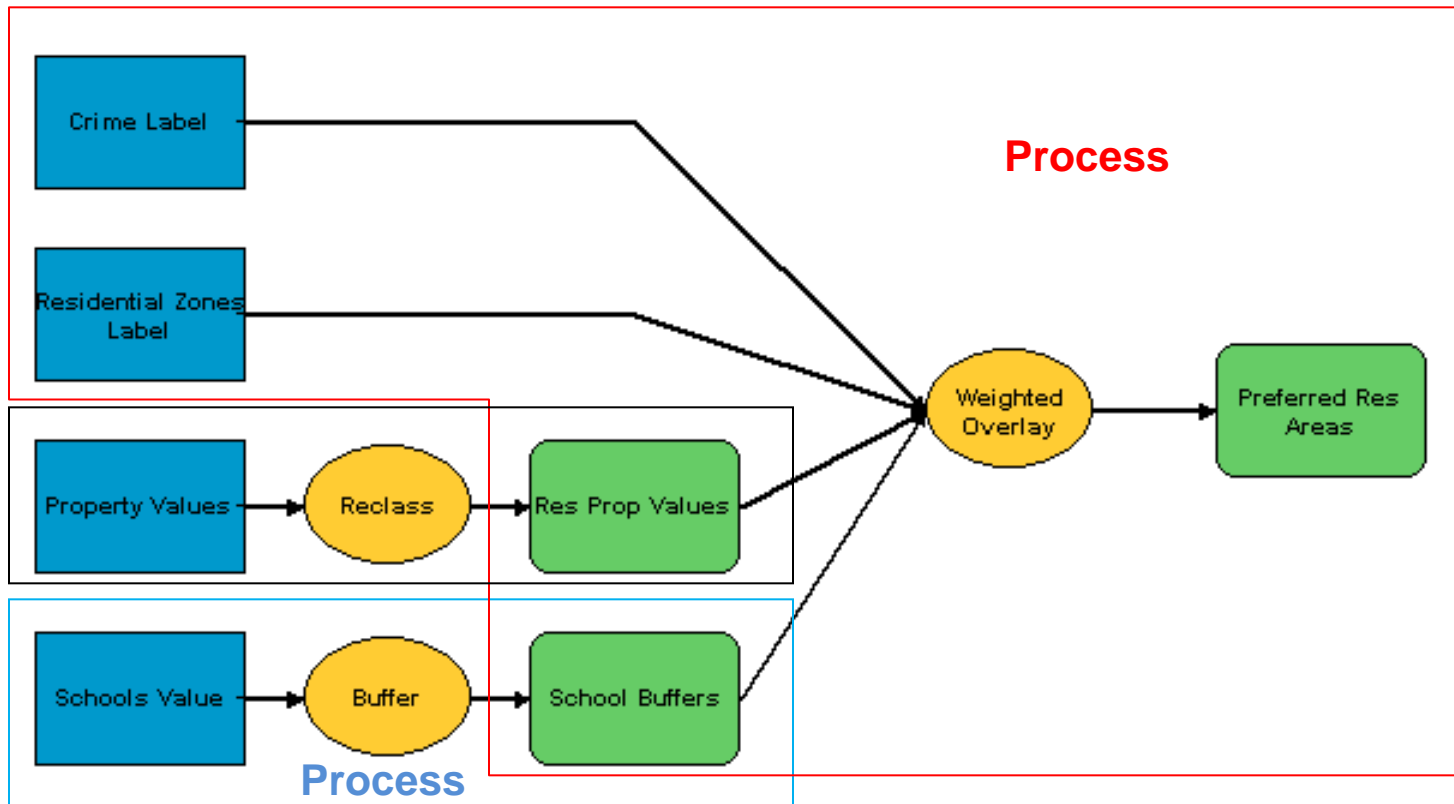 Crime Label
Process
Residential Zones
Label
Weighted
Overlay
Preferred Res
Areas
Property Values
Reclass
Res Prop Values
Schools Value
Buffer
School Buffers
Process